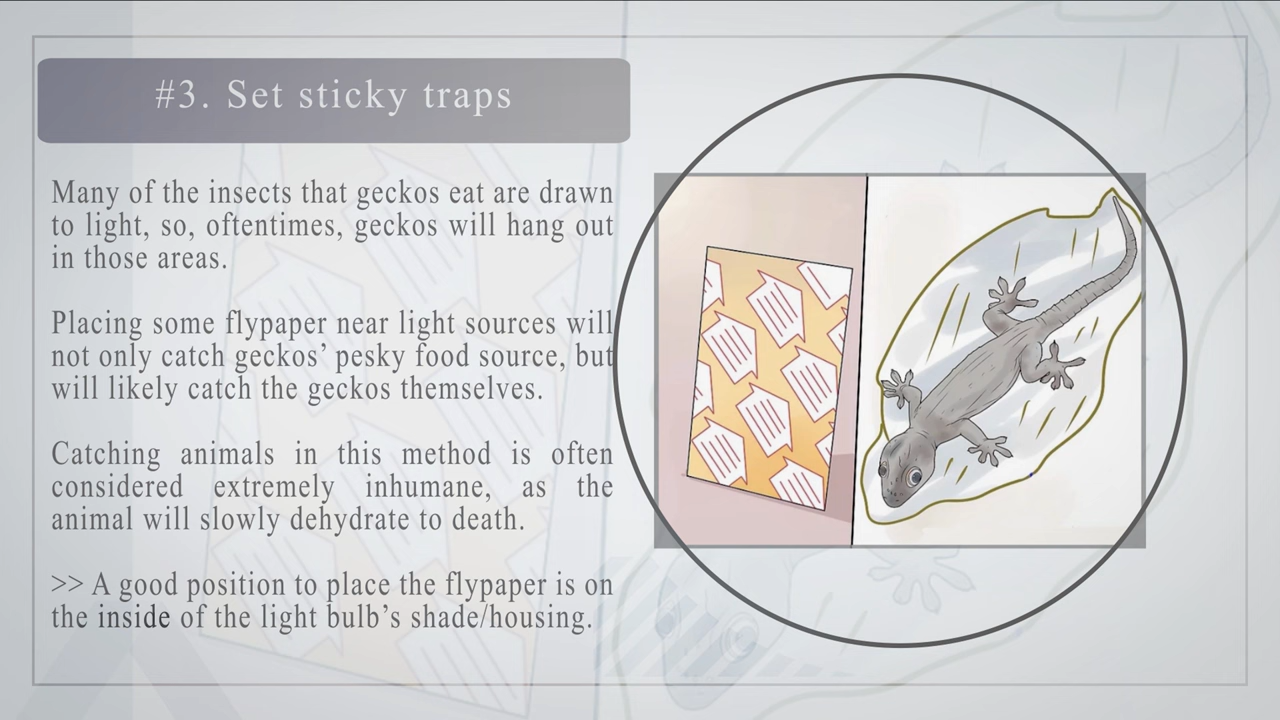 #3. Set sticky traps
Many of the insects that geckos eat are drawn
to light, so, oftentimes, geckos will hang out
in those areas.
Placing some flypaper near light sources will
not only catch geckos’ pesky food source, but
will likely catch the geckos themselves.
Catching animals in this method is often
considered extremely inhumane, as the
animal will slowly dehydrate to death.
>> A good position to place the flypaper is on
the inside of the light bulb’s shade/housing.